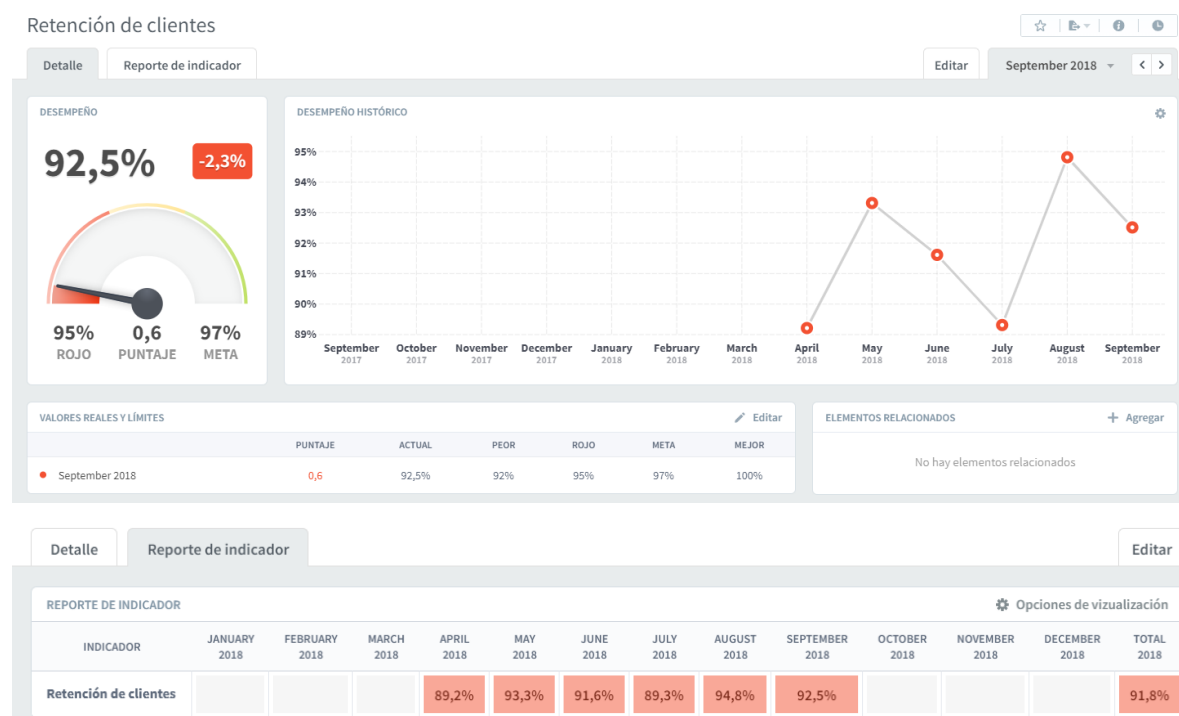 Retención de clientes
Detalle Reporte de indicador Editar September 2018
DESEMPEÑO
92,5% -2,3%
95% 0,6 97%
ROJO PUNTAJE META
DESEMPEÑO HISTÓRICO
95%
94%
93%
92%
91%
90%
89%
September October November December January February March April May June July August September
2017 2017 2017 2017 2018 2018 2018 2018 2018 2018 2018 2018 2018
VALORES REALES Y LÍMITES Editar
PUNTAJE ACTUAL PEOR ROJO META MEJOR
September 2018 0,6 92,5% 92% 95% 97% 100%
ELEMENTOS RELACIONADOS + Agregar
No hay elementos relacionados
Detalle Reporte de indicador Editar
REPORTE DE INDICADOR Opciones de vizualización
INDICADOR JANUARY FEBRUARY MARCH APRIL MAY JUNE JULY AUGUST SEPTEMBER OCTOBER NOVEMBER DECEMBER TOTAL
2018 2018 2018 2018 2018 2018 2018 2018 2018 2018 2018 2018 2018
Retención de clientes 89,2% 93,3% 91,6% 89,3% 94,8% 92,5% 91,8%